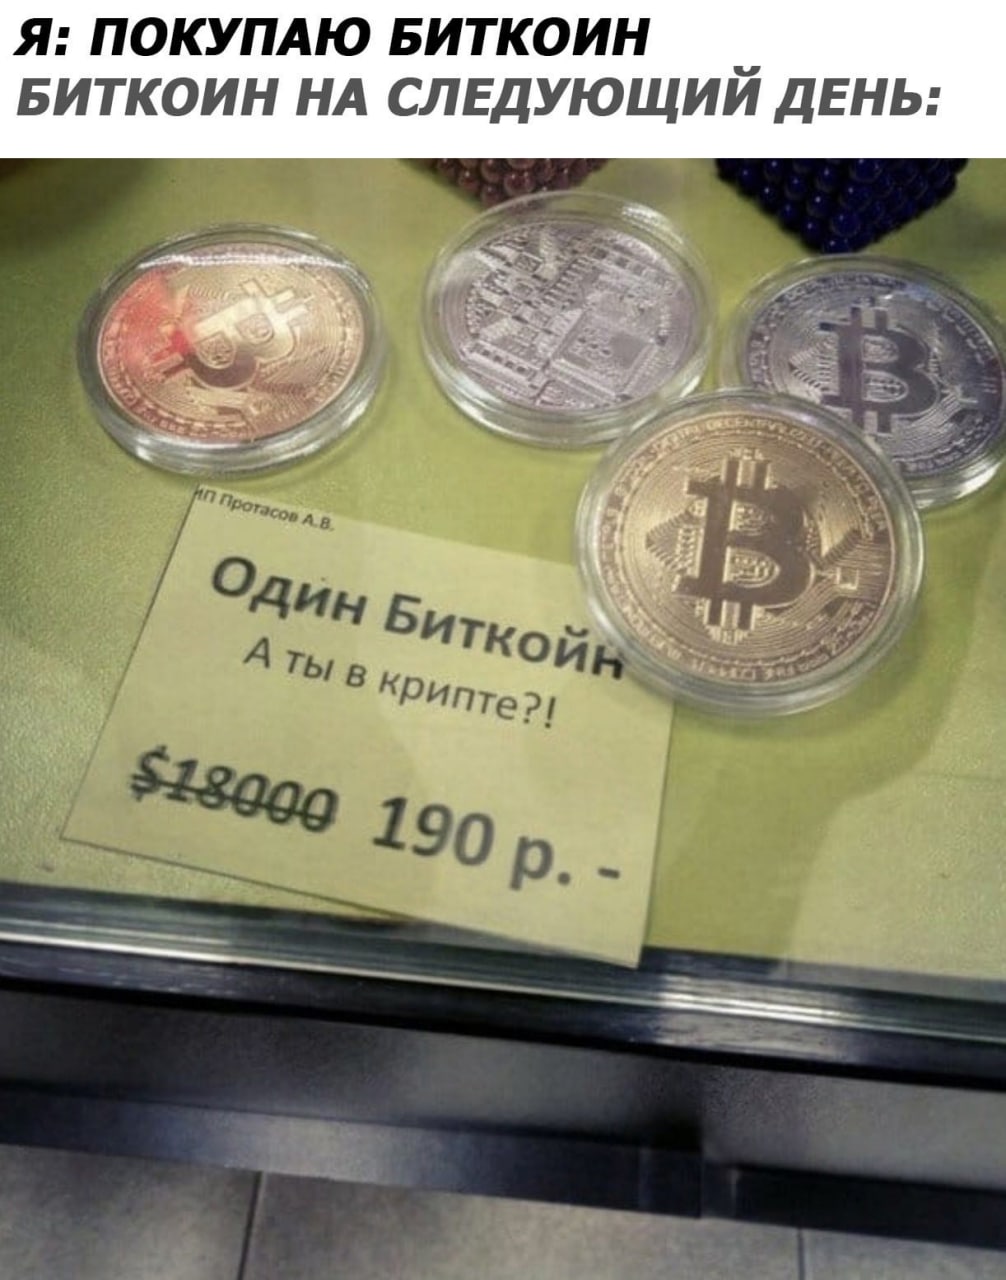 Я: ПОКУПАЮ БИТКОИН
БИТКОИН НА СЛЕДУЮЩИЙ ДЕНЬ:
ИП Протасов А.В.
Один Биткойн
А ты в крипте?!
$18000 190 р. -